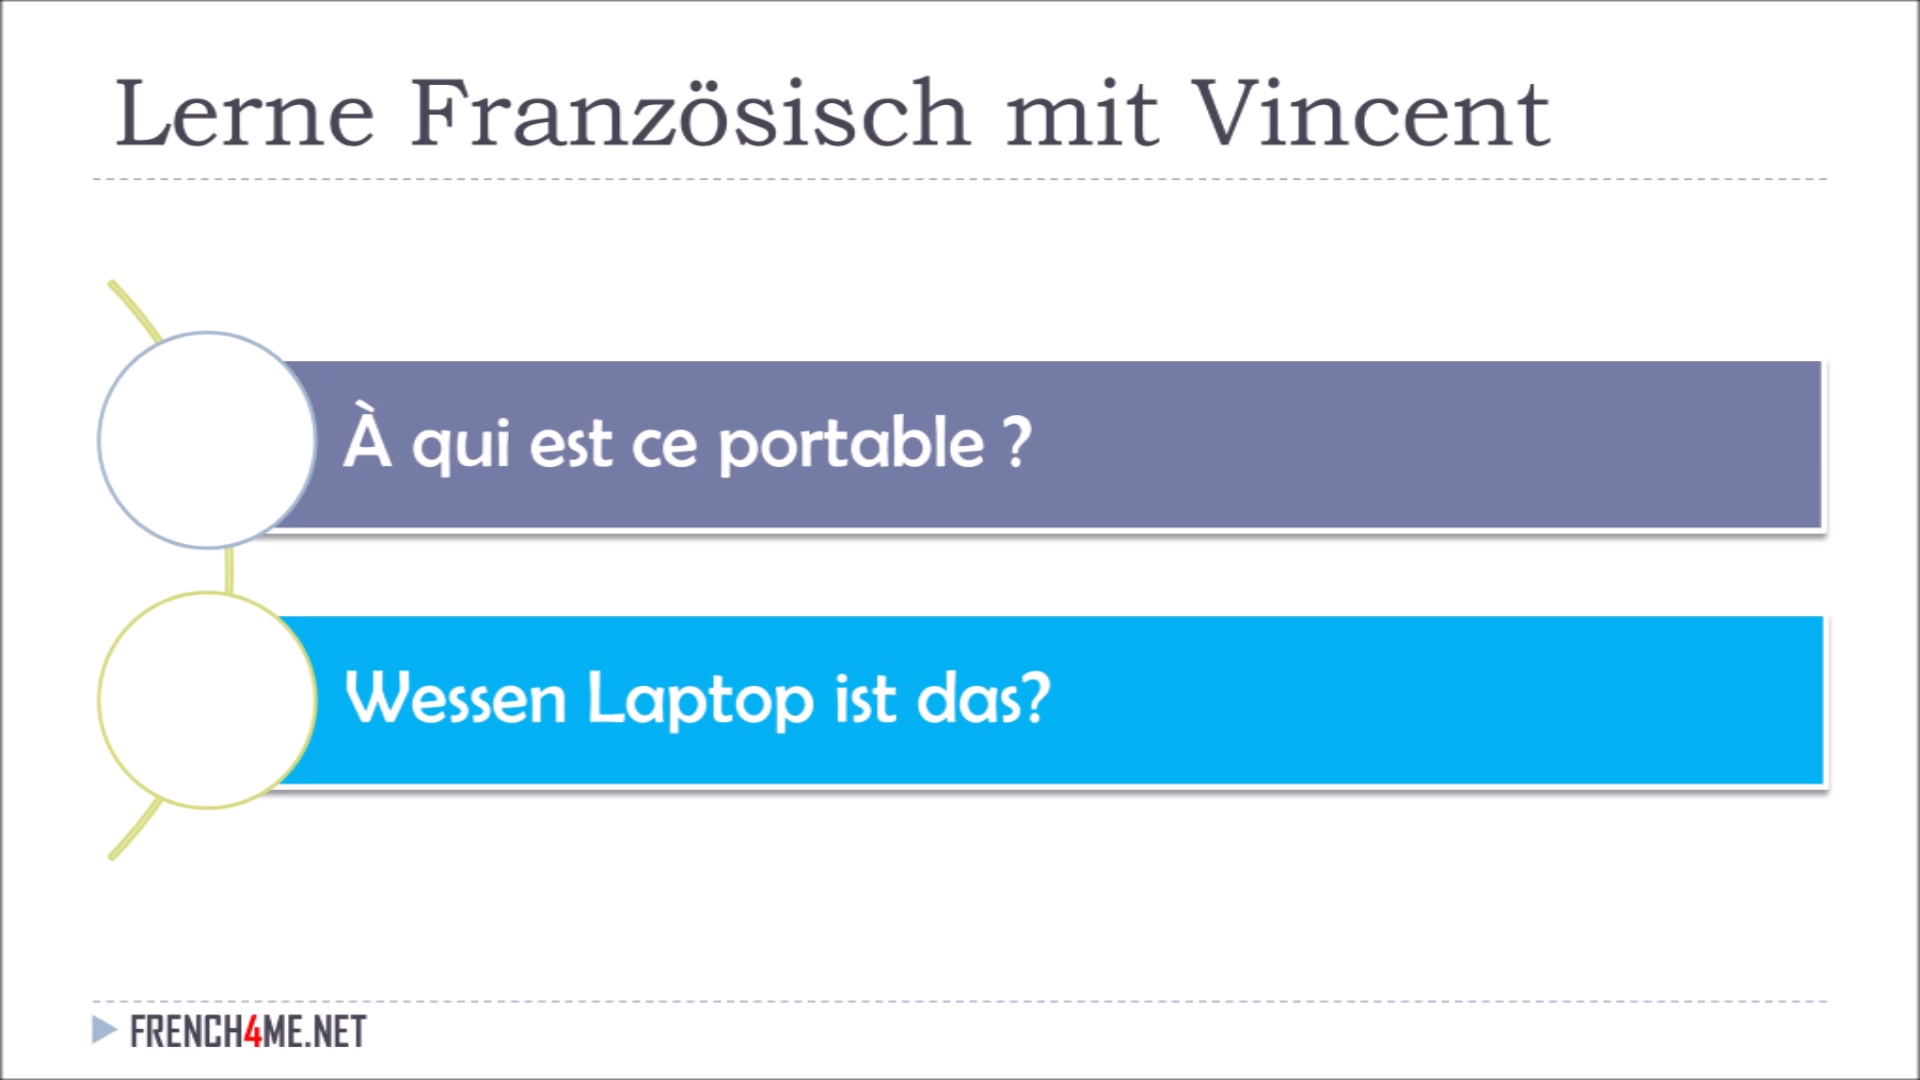 Lerne Französisch mit Vincent
À qui est ce portable ?
Wessen Laptop ist das?
FRENCH4ME.NET